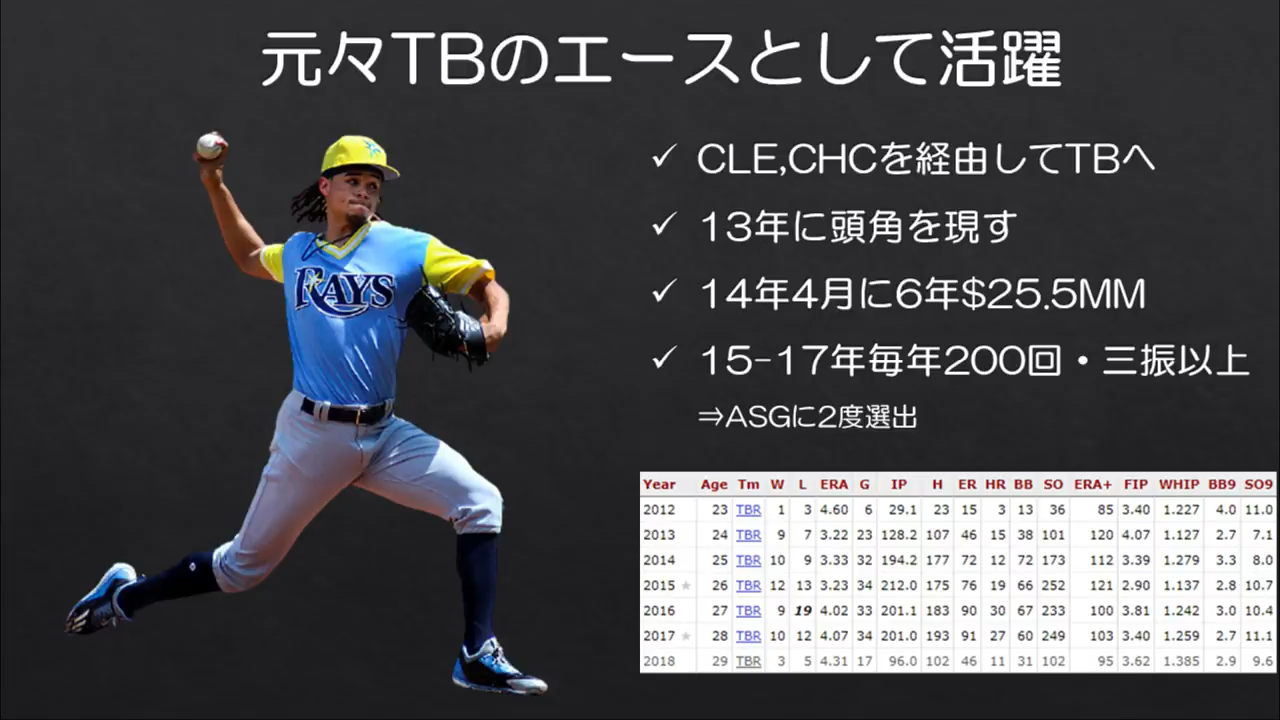 元々TBのエースとして活躍
✓ CLE,CHCを経由してTBへ
✓ 13年に頭角を現す
RAYS
✓ 14年4月に6年$25.5MM
✓ 15-17年毎年200回・三振以上
⇒ASGに2度選出
Year Age Tm W L ERA G IP H ER HR BB SO ERA+ FIP WHIP BB9 SO9
2012 23 TBR 1 3 4.60 6 29.1 23 15 3 13 36 85 3.40 1.227 4.0 11.0
2013 24 TBR 9 7 3.22 23 128.2 107 46 15 38 101 120 4.07 1.127 2.7 7.1
2014 25 TBR 10 9 3.33 32 194.2 177 72 12 72 173 112 3.39 1.279 3.3 8.0
2015 ★ 26 TBR 12 13 3.23 34 212.0 175 76 19 66 252 121 2.90 1.137 2.8 10.7
2016 27 TBR 9 19 4.02 33 201.1 183 90 30 67 233 100 3.81 1.242 3.0 10.4
2017 ★ 28 TBR 10 12 4.07 34 201.0 193 91 27 60 249 103 3.40 1.259 2.7 11.1
2018 29 TBR 3 5 4.31 17 96.0 102 46 11 31 102 95 3.62 1.385 2.9 9.6